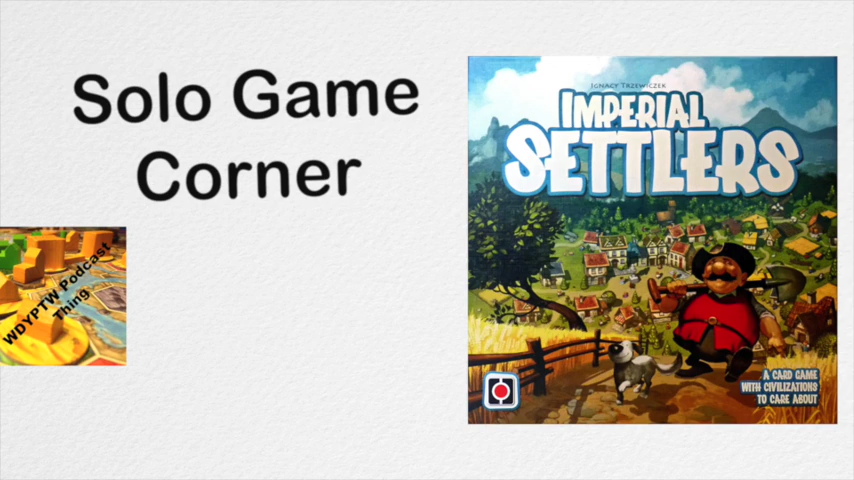 Solo Game
Corner
WDYPTW Podcast
Thing
IGNACY TRZEWICZEK
IMPERIAL
SETTLERS
A CARD GAME
WITH CIVILIZATIONS
TO CARE ABOUT